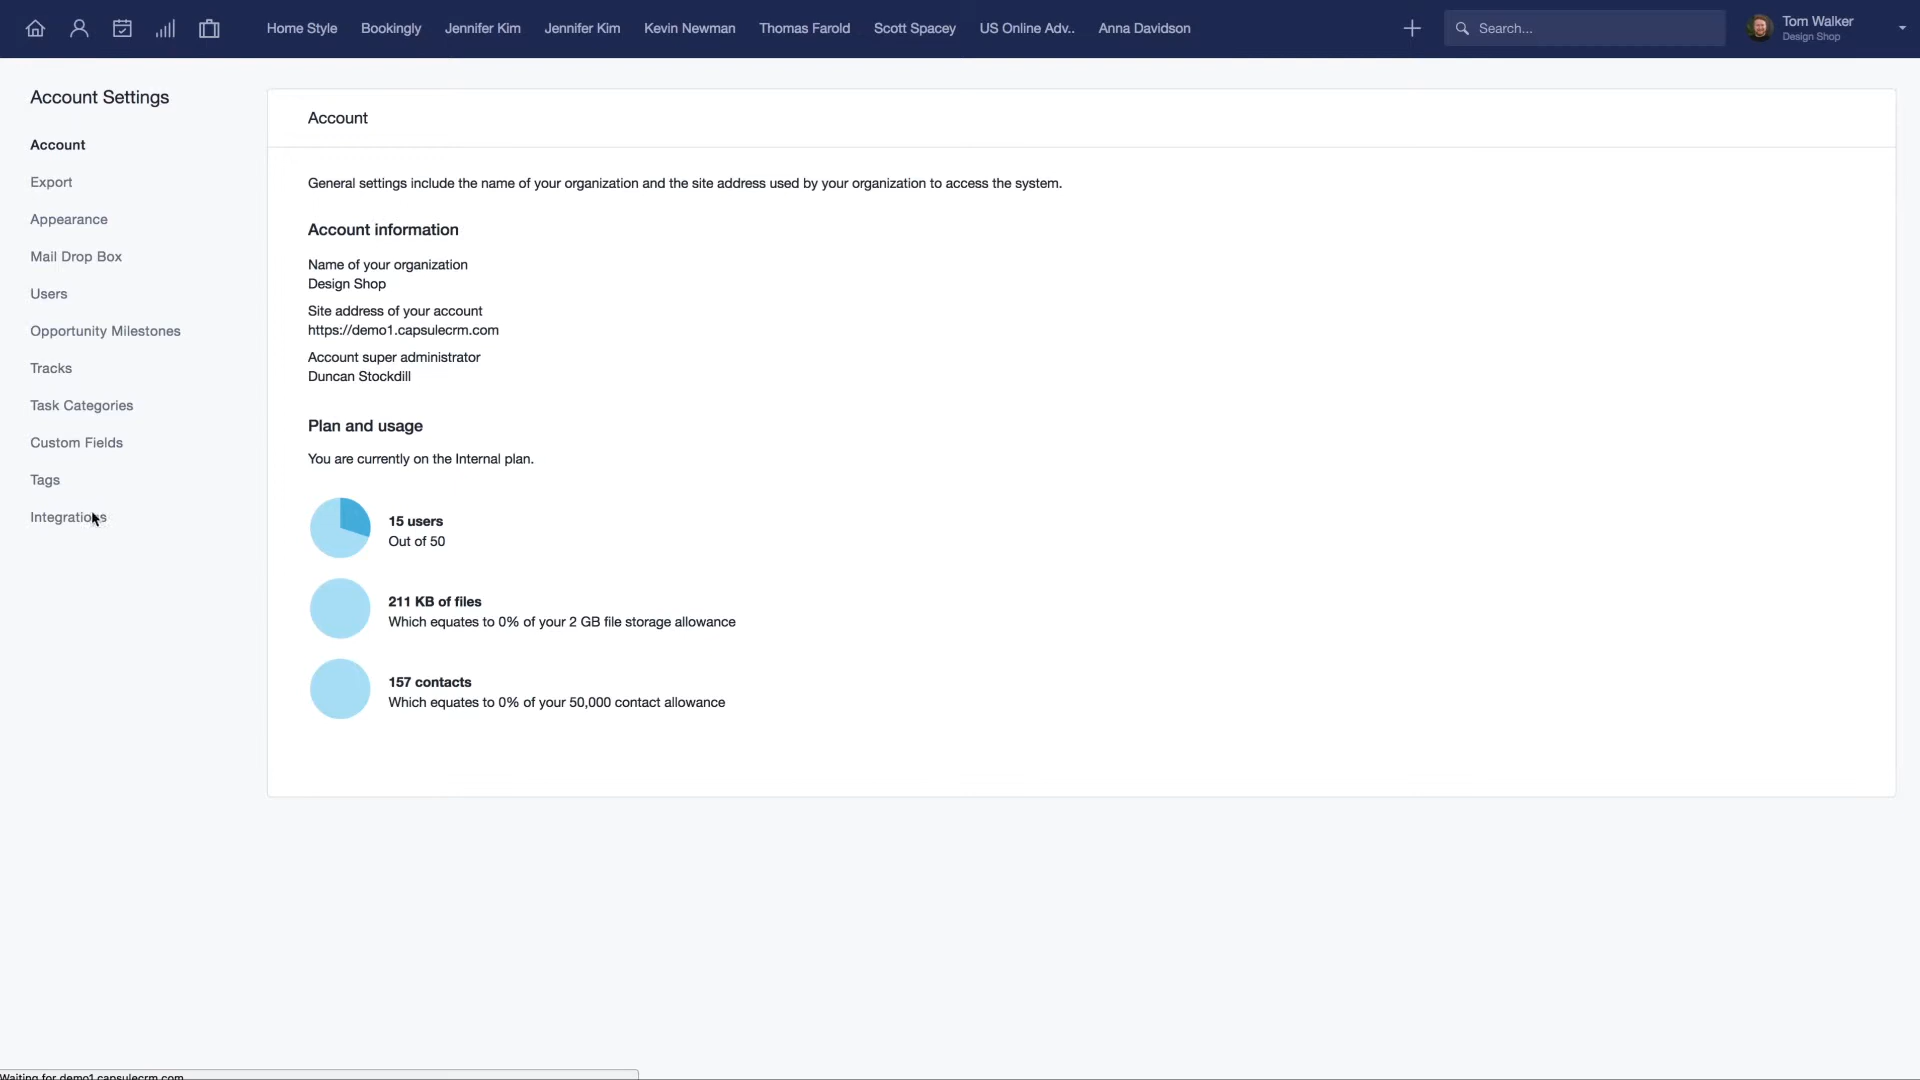 Home Style Bookingly Jennifer Kim Jennifer Kim Kevin Newman Thomas Farold Scott Spacey US Online Adv.. Anna Davidson
Search...
Tom Walker
Design Shop
Account Settings
Account
Export
Appearance
Mail Drop Box
Users
Opportunity Milestones
Tracks
Task Categories
Custom Fields
Tags
Integrations
Account
General settings include the name of your organization and the site address used by your organization to access the system.
Account information
Name of your organization
Design Shop
Site address of your account
https://demo1.capsulecrm.com
Account super administrator
Duncan Stockdill
Plan and usage
You are currently on the Internal plan.
15 users
Out of 50
211 KB of files
Which equates to 0% of your 2 GB file storage allowance
157 contacts
Which equates to 0% of your 50,000 contact allowance
Waiting for demo1.capsulecrm.com